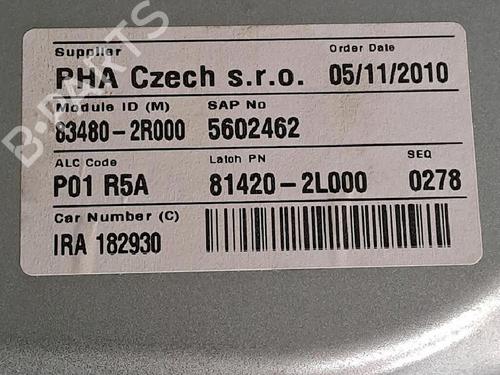 Supplier Order Date
PHA Czech s.r.o. 05/11/2010
Module ID (M) SAP No
83480-2R000 5602462
ALC Code Latch PN SEQ
P01 R5A 81420-2L000 0278
Car Number (C)
IRA 182930
B-PARTS